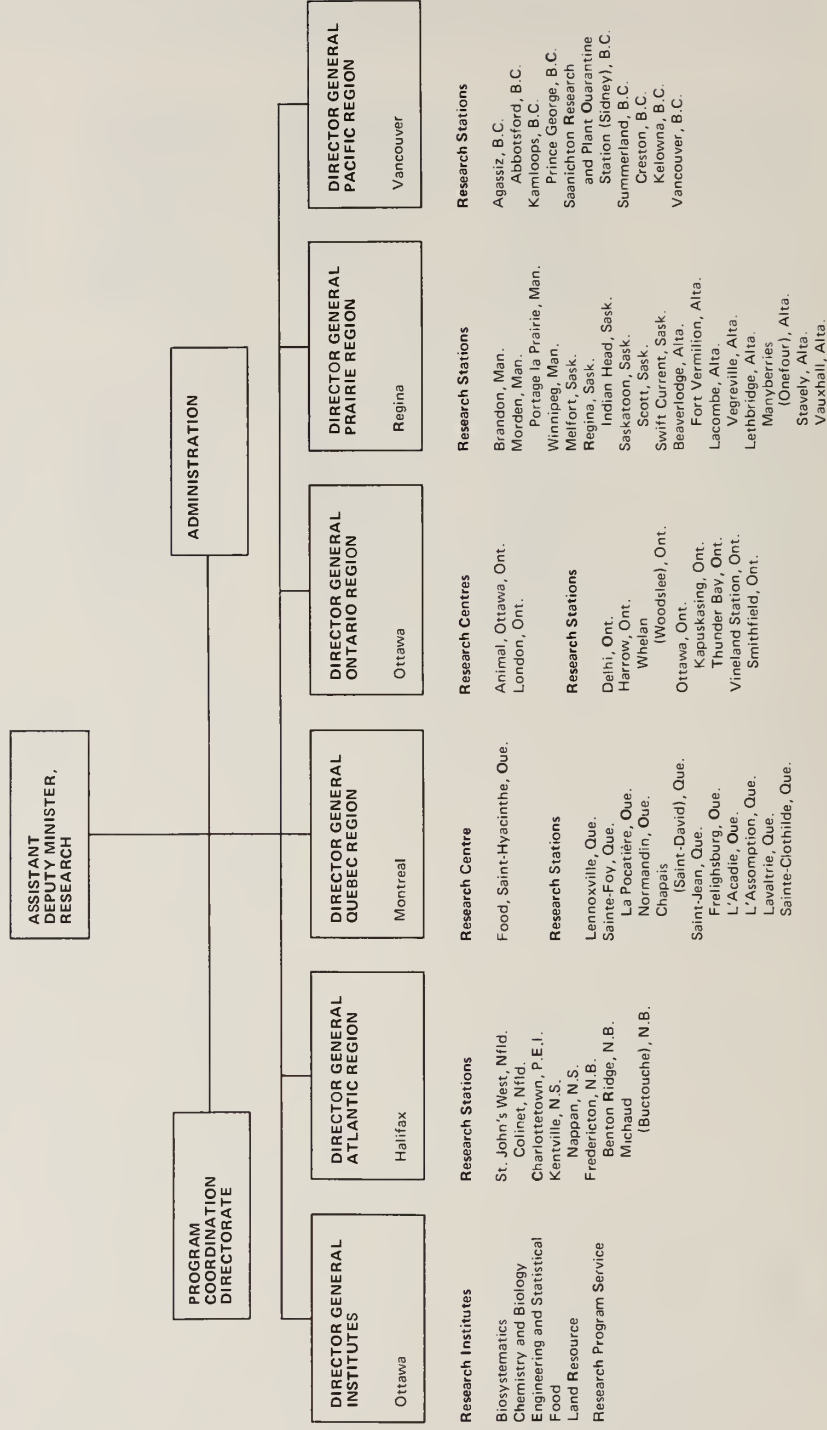 ASSISTANT
DEPUTY MINISTER,
RESEARCH
PROGRAM
COORDINATION
DIRECTORATE
ADMINISTRATION
DIRECTOR GENERAL
INSTITUTES
Ottawa
Research Institutes
Biosystematics
Chemistry and Biology
Engineering and Statistical
Food
Land Resource
Research Program Service
DIRECTOR GENERAL
ATLANTIC REGION
Halifax
Research Stations
St. John's West, Nfld.
Colinet, Nfld.
Charlottetown, P.E.I.
Kentville, N.S.
Nappan, N.S.
Fredericton, N.B.
Benton Ridge, N.B.
Michaud
(Buctouche), N.B.
DIRECTOR GENERAL
QUEBEC REGION
Montreal
Research Centre
Food, Saint-Hyacinthe, Que.
Research Stations
Lennoxville, Que.
Sainte-Foy, Que.
La Pocatière, Que.
Normandin, Que.
Chapais
(Saint-David), Que.
Saint-Jean, Que.
Frelighsburg, Que.
L'Acadie, Que.
L'Assomption, Que.
Lavaltrie, Que.
Sainte-Clothilde, Que.
DIRECTOR GENERAL
ONTARIO REGION
Ottawa
Research Centres
Animal, Ottawa, Ont.
London, Ont.
Research Stations
Delhi, Ont.
Harrow, Ont.
Whelan
(Woodslee), Ont.
Ottawa, Ont.
Kapuskasing, Ont.
Thunder Bay, Ont.
Vineland Station, Ont.
Smithfield, Ont.
DIRECTOR GENERAL
PRAIRIE REGION
Regina
Research Stations
Brandon, Man.
Morden, Man.
Portage la Prairie, Man.
Winnipeg, Man.
Melfort, Sask.
Regina, Sask.
Indian Head, Sask.
Saskatoon, Sask.
Scott, Sask.
Swift Current, Sask.
Beaverlodge, Alta.
Fort Vermilion, Alta.
Lacombe, Alta.
Vegreville, Alta.
Lethbridge, Alta.
Manyberries
(Onefour), Alta.
Stavely, Alta.
Vauxhall, Alta.
DIRECTOR GENERAL
PACIFIC REGION
Vancouver
Research Stations
Agassiz, B.C.
Abbotsford, B.C.
Kamloops, B.C.
Prince George, B.C.
Saanichton Research
and Plant Quarantine
Station (Sidney), B.C.
Summerland, B.C.
Creston, B.C.
Kelowna, B.C.
Vancouver, B.C.